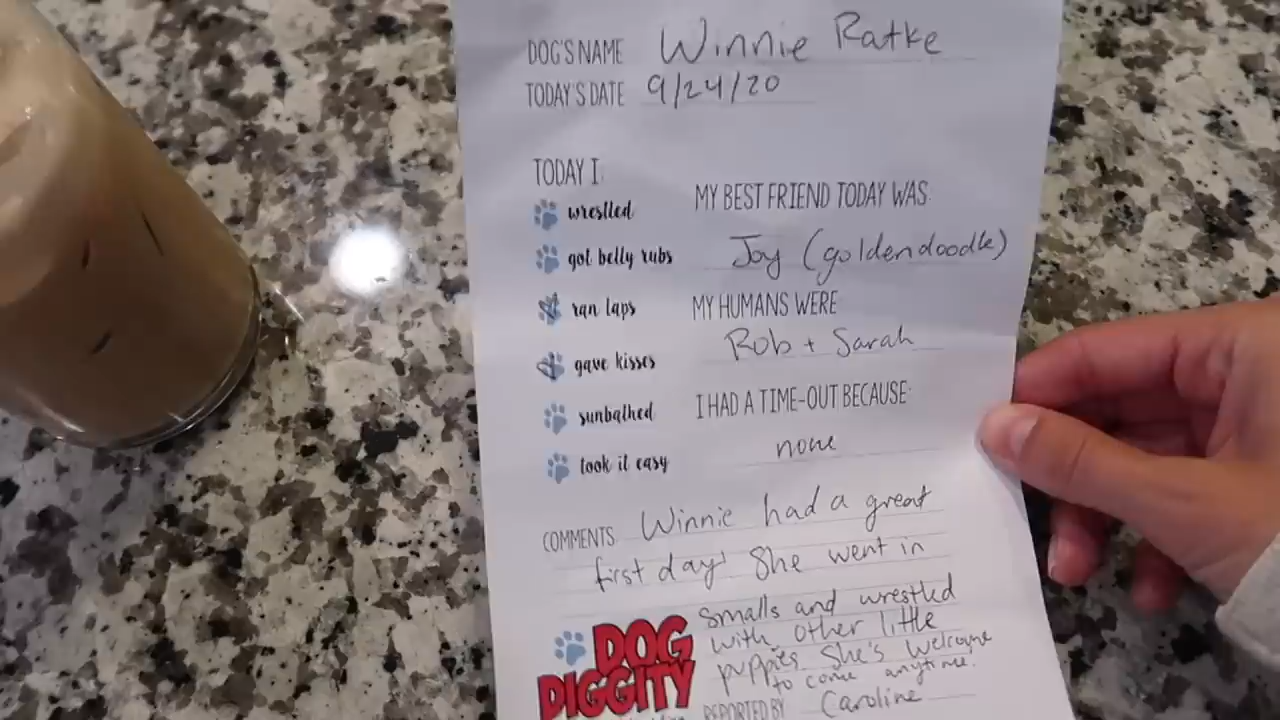 DOG'S NAME Winnie Ratke
TODAY'S DATE 9/24/20
TODAY I:
wrestled
got belly rubs
ran laps
gave kisses
sunbathed
took it easy
MY BEST FRIEND TODAY WAS:
Joy (goldendoodle)
MY HUMANS WERE
Rob + Sarah
I HAD A TIME-OUT BECAUSE:
none
COMMENTS: Winnie had a great
first day! She went in
smalls and wrestled
with other little
puppies. She's welcome
to come anytime.
DOG
DIGGITY
REPORTED BY Caroline